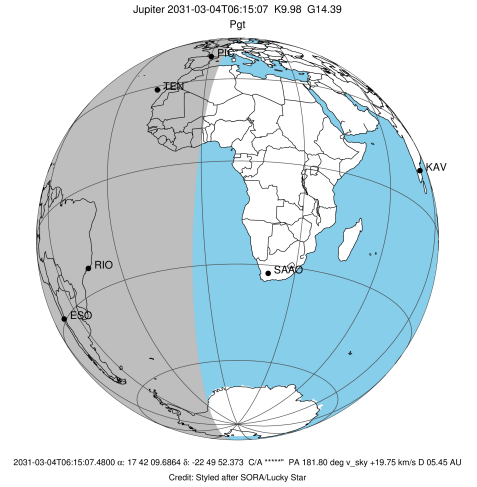 Jupiter 2031-03-04T06:15:07 K9.98 G14.39
Pgt
PIC
TEN
KAV
RIO
SAAO
ESO
2031-03-04T06:15:07.4800 α: 17 42 09.6864 δ: -22 49 52.373 C/A *****" PA 181.80 deg v_sky +19.75 km/s D 05.45 AU
Credit: Styled after SORA/Lucky Star